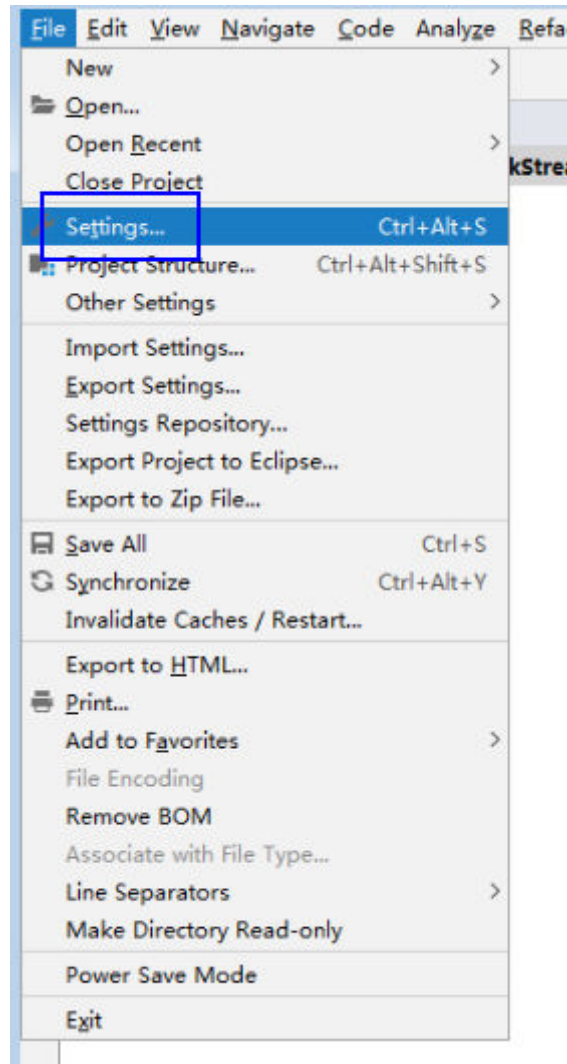 File Edit View Navigate Code Analyze Refa
New
Open...
Open Recent
kStrea
Close Project
Settings... Ctrl+Alt+S
Project Structure... Ctrl+Alt+Shift+S
Other Settings
Import Settings...
Export Settings...
Settings Repository...
Export Project to Eclipse...
Export to Zip File...
Save All Ctrl+S
Synchronize Ctrl+Alt+Y
Invalidate Caches / Restart...
Export to HTML...
Print...
Add to Favorites
File Encoding
Remove BOM
Associate with File Type...
Line Separators
Make Directory Read-only
Power Save Mode
Exit